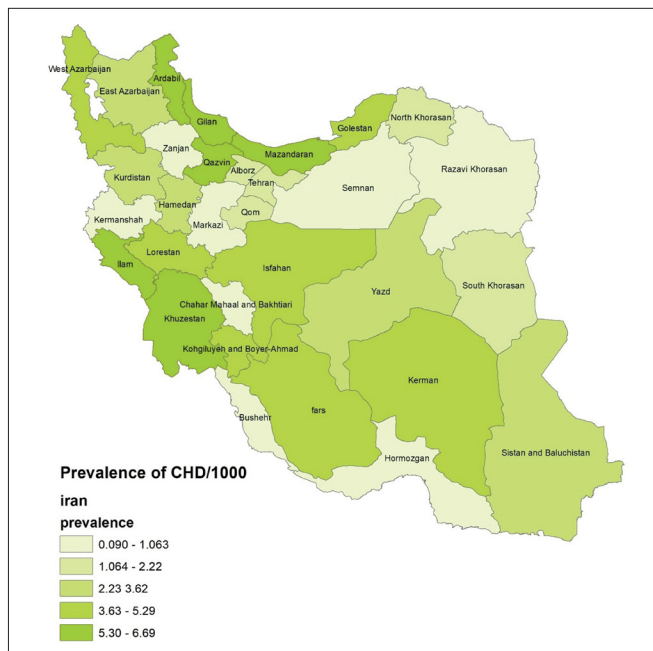 West Azarbaijan
Ardabil
East Azarbaijan
Gilan
Golestan
North Khorasan
Zanjan
Mazandaran
Qazvin
Alborz
Razavi Khorasan
Kurdistan
Tehran
Semnan
Hamedan
Qom
Kermanshah
Markazi
Lorestan
Ilam
Isfahan
South Khorasan
Yazd
Chahar Mahaal and Bakhtiari
Khuzestan
Kohgiluyeh and Boyer-Ahmad
Kerman
fars
Bushehr
Sistan and Baluchistan
Hormozgan
Prevalence of CHD/1000
iran
prevalence
0.090 - 1.063
1.064 - 2.22
2.23 3.62
3.63 - 5.29
5.30 - 6.69